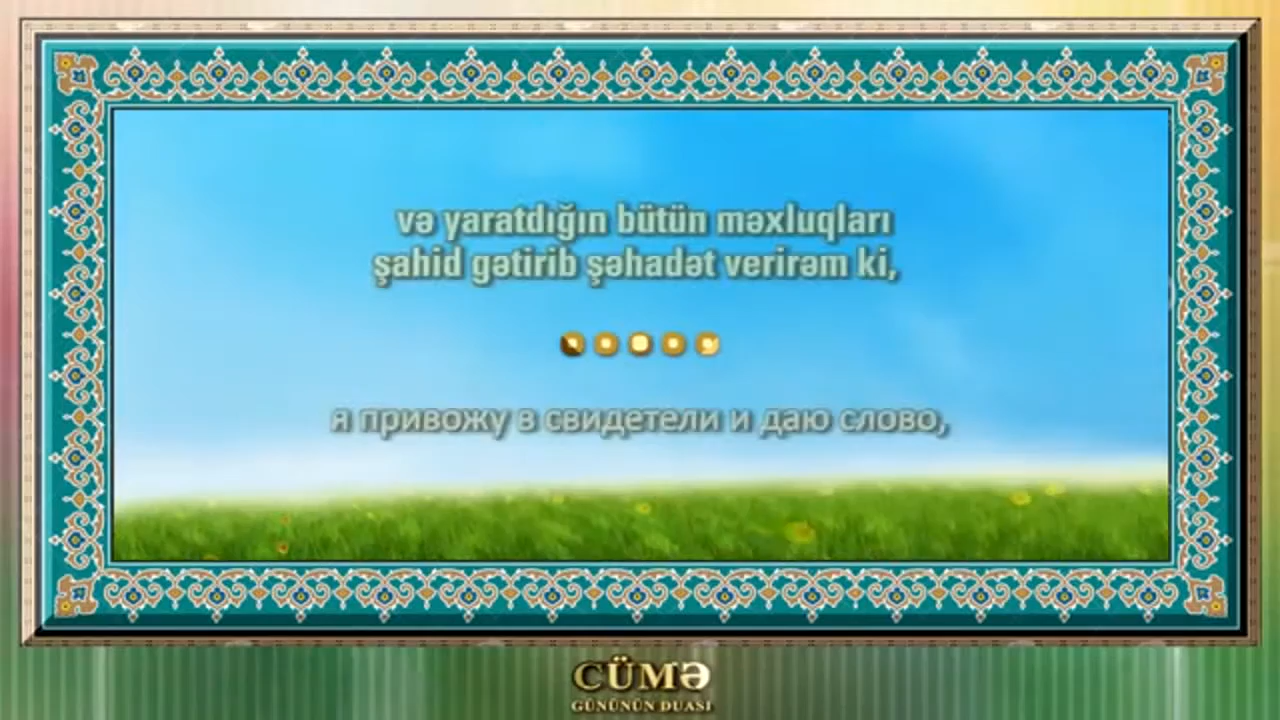 və yaratdığın bütün məxluqları
şahid gətirib şəhadət verirəm ki,
я привожу в свидетели и даю слово,
CÜMƏ
GÜNÜNÜN DUASI